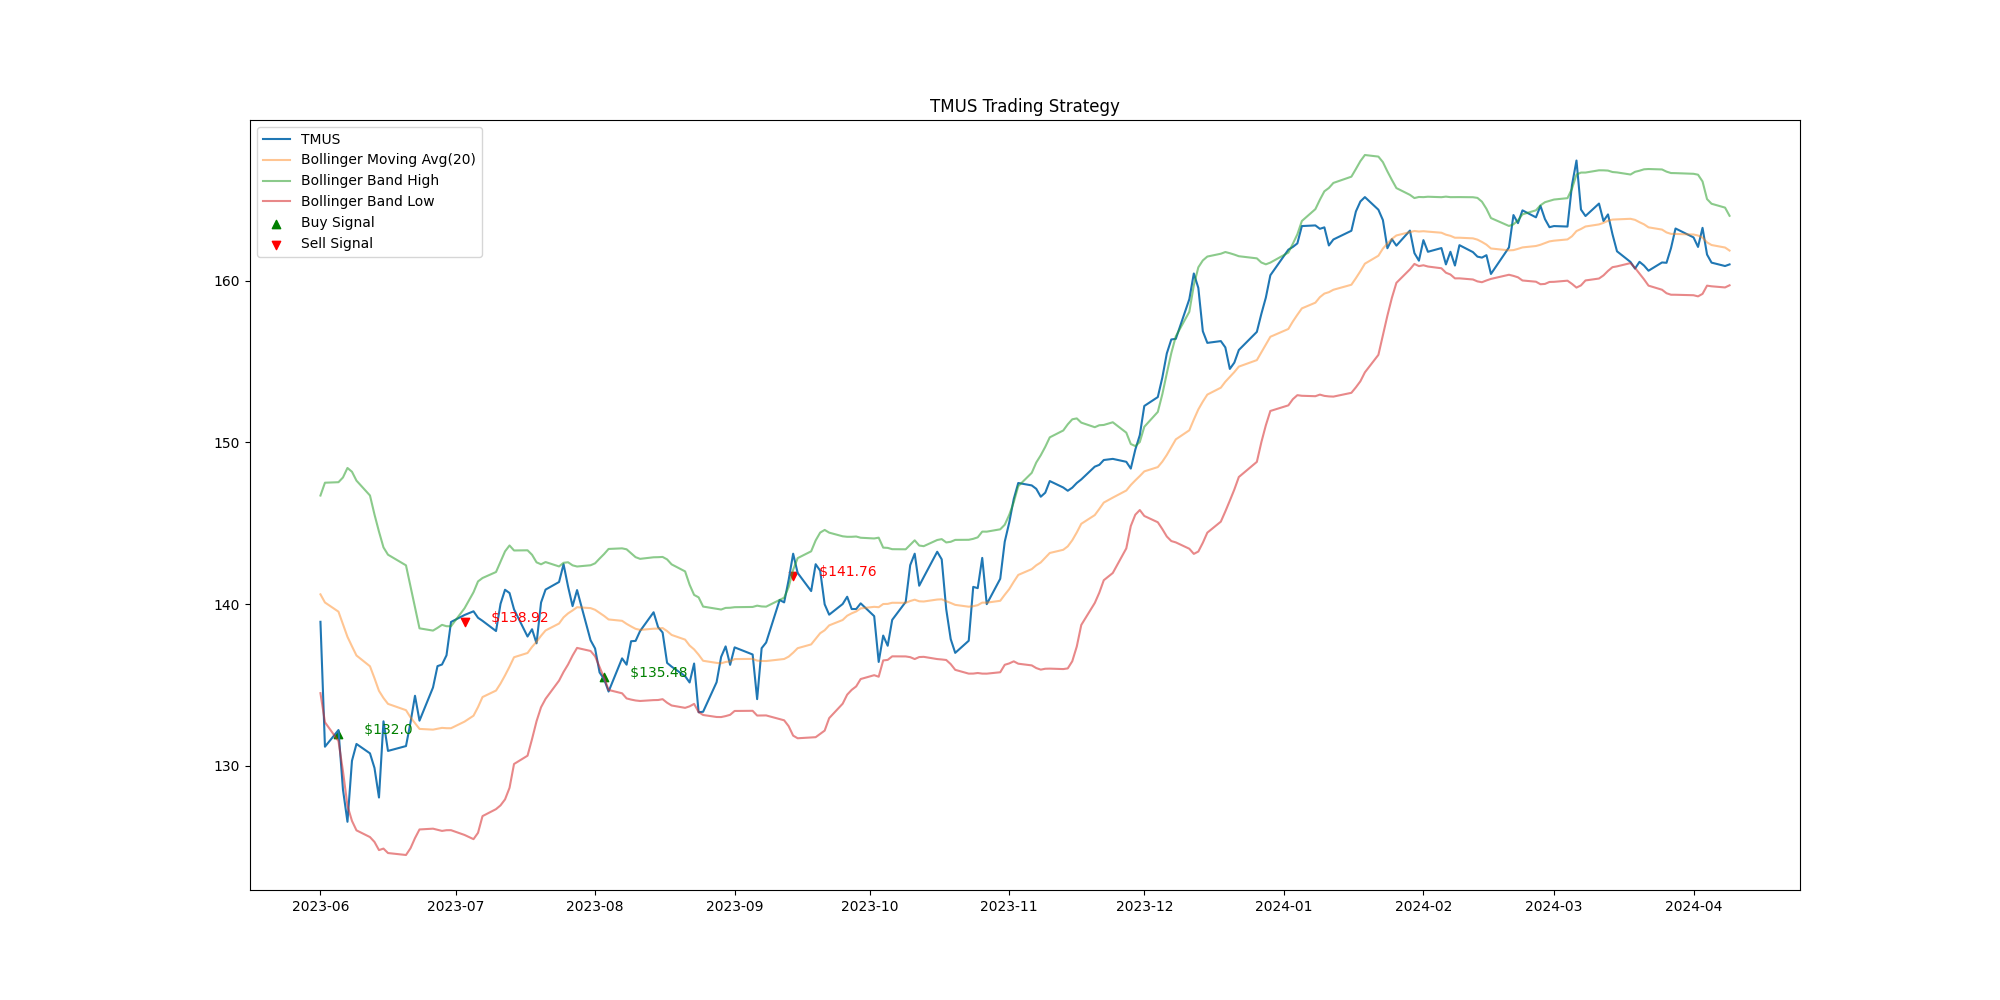 TMUS Trading Strategy
TMUS
Bollinger Moving Avg(20)
Bollinger Band High
Bollinger Band Low
Buy Signal
Sell Signal
160
150
140
130
$141.76
$138.92
$135.48
$132.0
2023-06 2023-07 2023-08 2023-09 2023-10 2023-11 2023-12 2024-01 2024-02 2024-03 2024-04